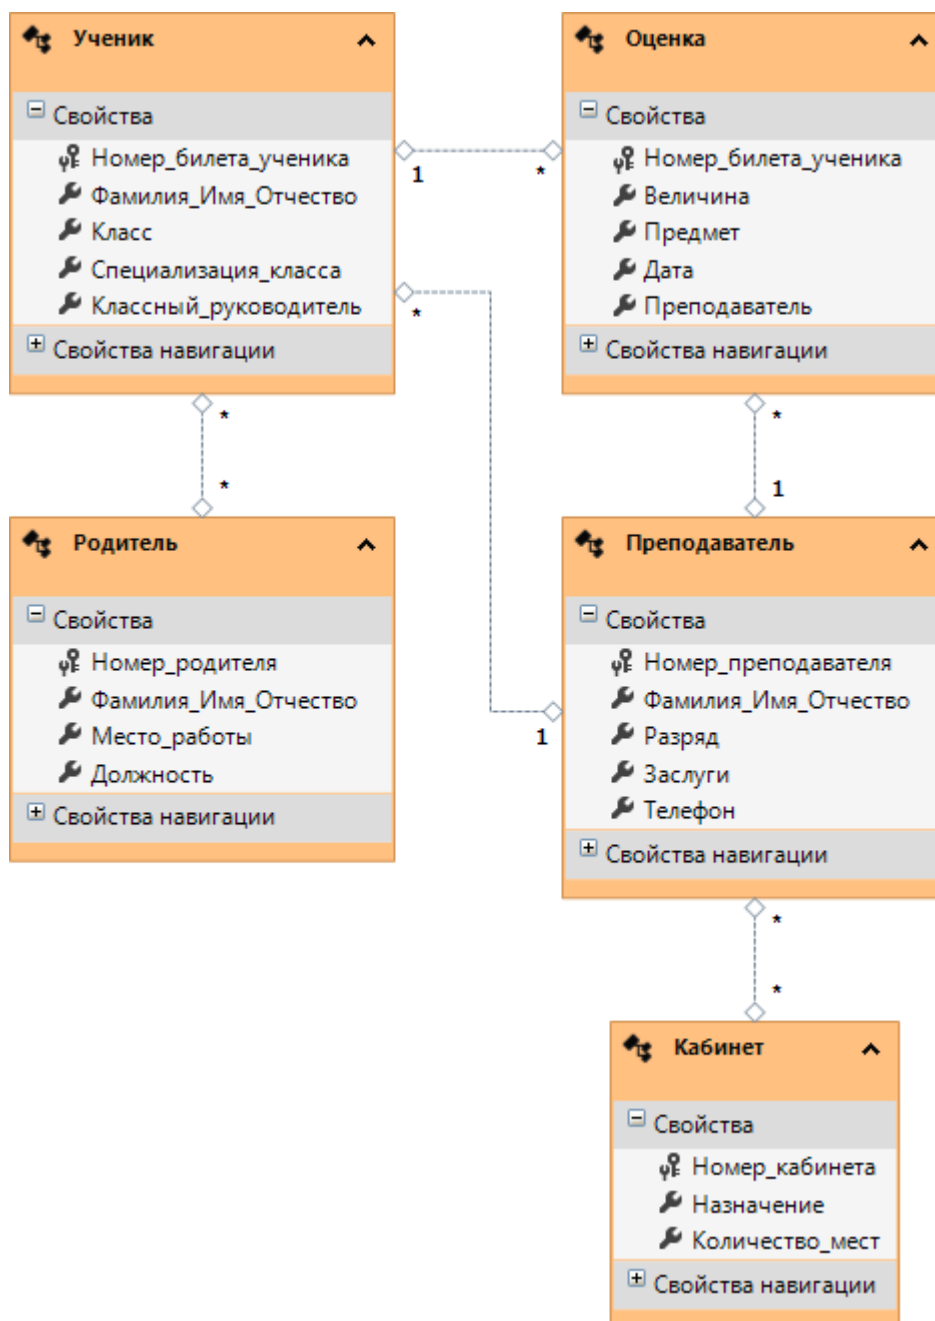 Ученик
Свойства
Номер_билета_ученика
Фамилия_Имя_Отчество
Класс
Специализация_класса
Классный_руководитель
Свойства навигации
Оценка
Свойства
Номер_билета_ученика
Величина
Предмет
Дата
Преподаватель
Свойства навигации
1
*
*
1
*
*
*
1
Родитель
Свойства
Номер_родителя
Фамилия_Имя_Отчество
Место_работы
Должность
Свойства навигации
Преподаватель
Свойства
Номер_преподавателя
Фамилия_Имя_Отчество
Разряд
Заслуги
Телефон
Свойства навигации
*
*
Кабинет
Свойства
Номер_кабинета
Назначение
Количество_мест
Свойства навигации